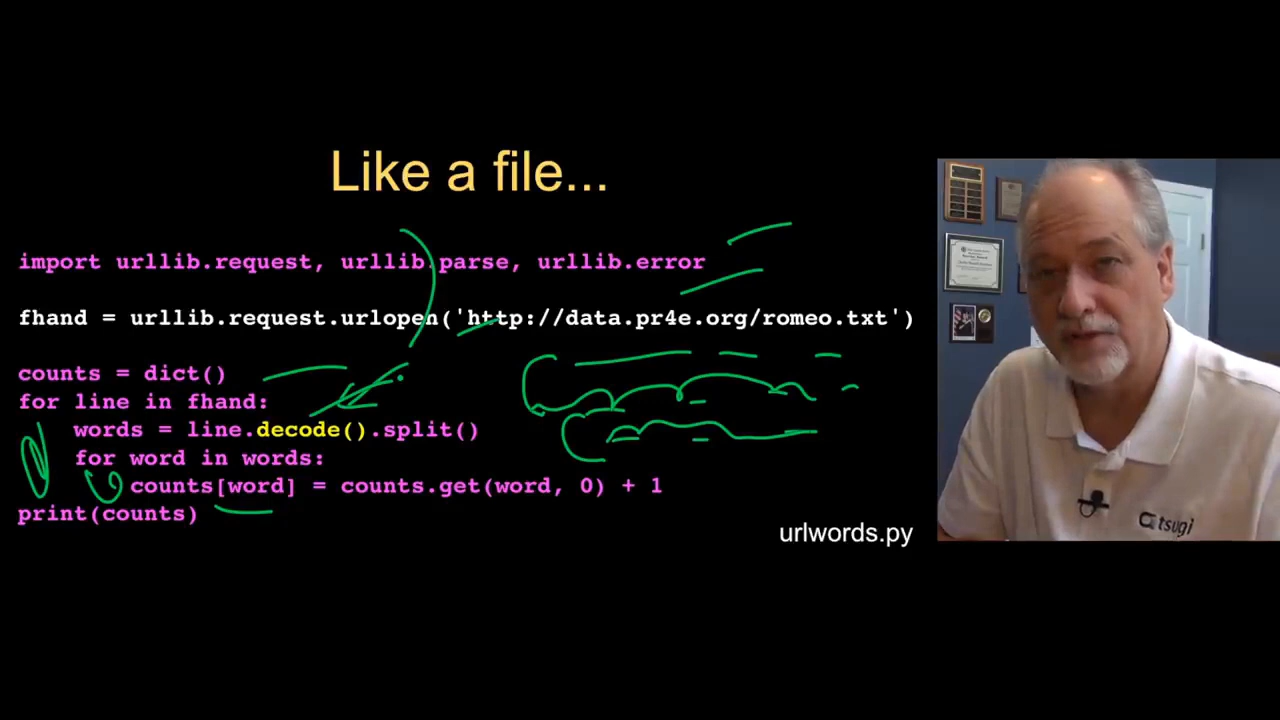 Like a file...
import urllib.request, urllib.parse, urllib.error
fhand = urllib.request.urlopen('http://data.pr4e.org/romeo.txt')
counts = dict()
for line in fhand:
    words = line.decode().split()
    for word in words:
        counts[word] = counts.get(word, 0) + 1
print(counts)
urlwords.py
tsugi